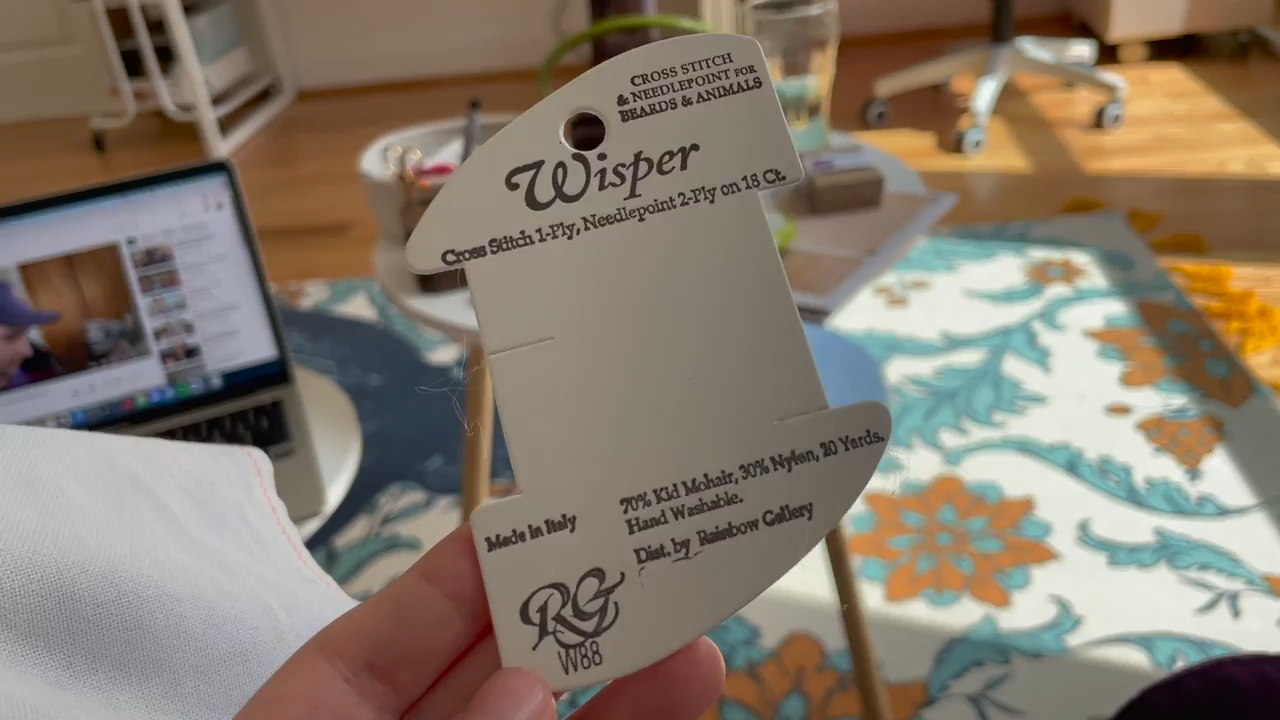 CROSS STITCH
& NEEDLEPOINT FOR
BEARDS & ANIMALS
Wisper
Cross Stitch 1-Ply, Needlepoint 2-Ply on 18 Ct.
70% Kid Mohair, 30% Nylon, 20 Yards.
Hand Washable.
Made in Italy
Dist. by Rainbow Gallery
RG
W88